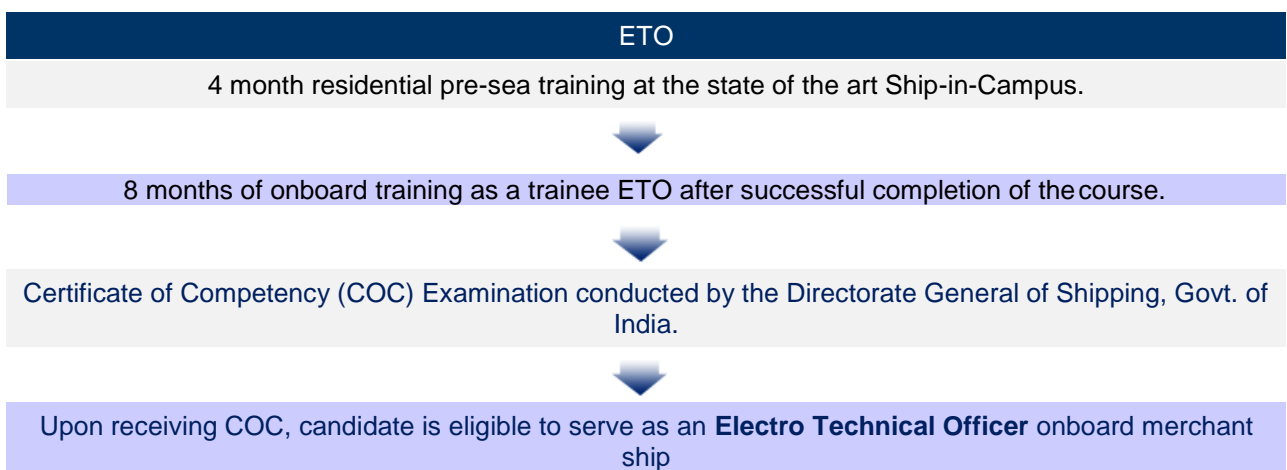 ETO
4 month residential pre-sea training at the state of the art Ship-in-Campus.
8 months of onboard training as a trainee ETO after successful completion of the course.
Certificate of Competency (COC) Examination conducted by the Directorate General of Shipping, Govt. of
India.
Upon receiving COC, candidate is eligible to serve as an Electro Technical Officer onboard merchant
ship